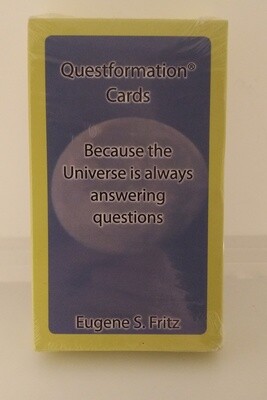 Questformation®
Cards
Because the
Universe is always
answering
questions
Eugene S. Fritz